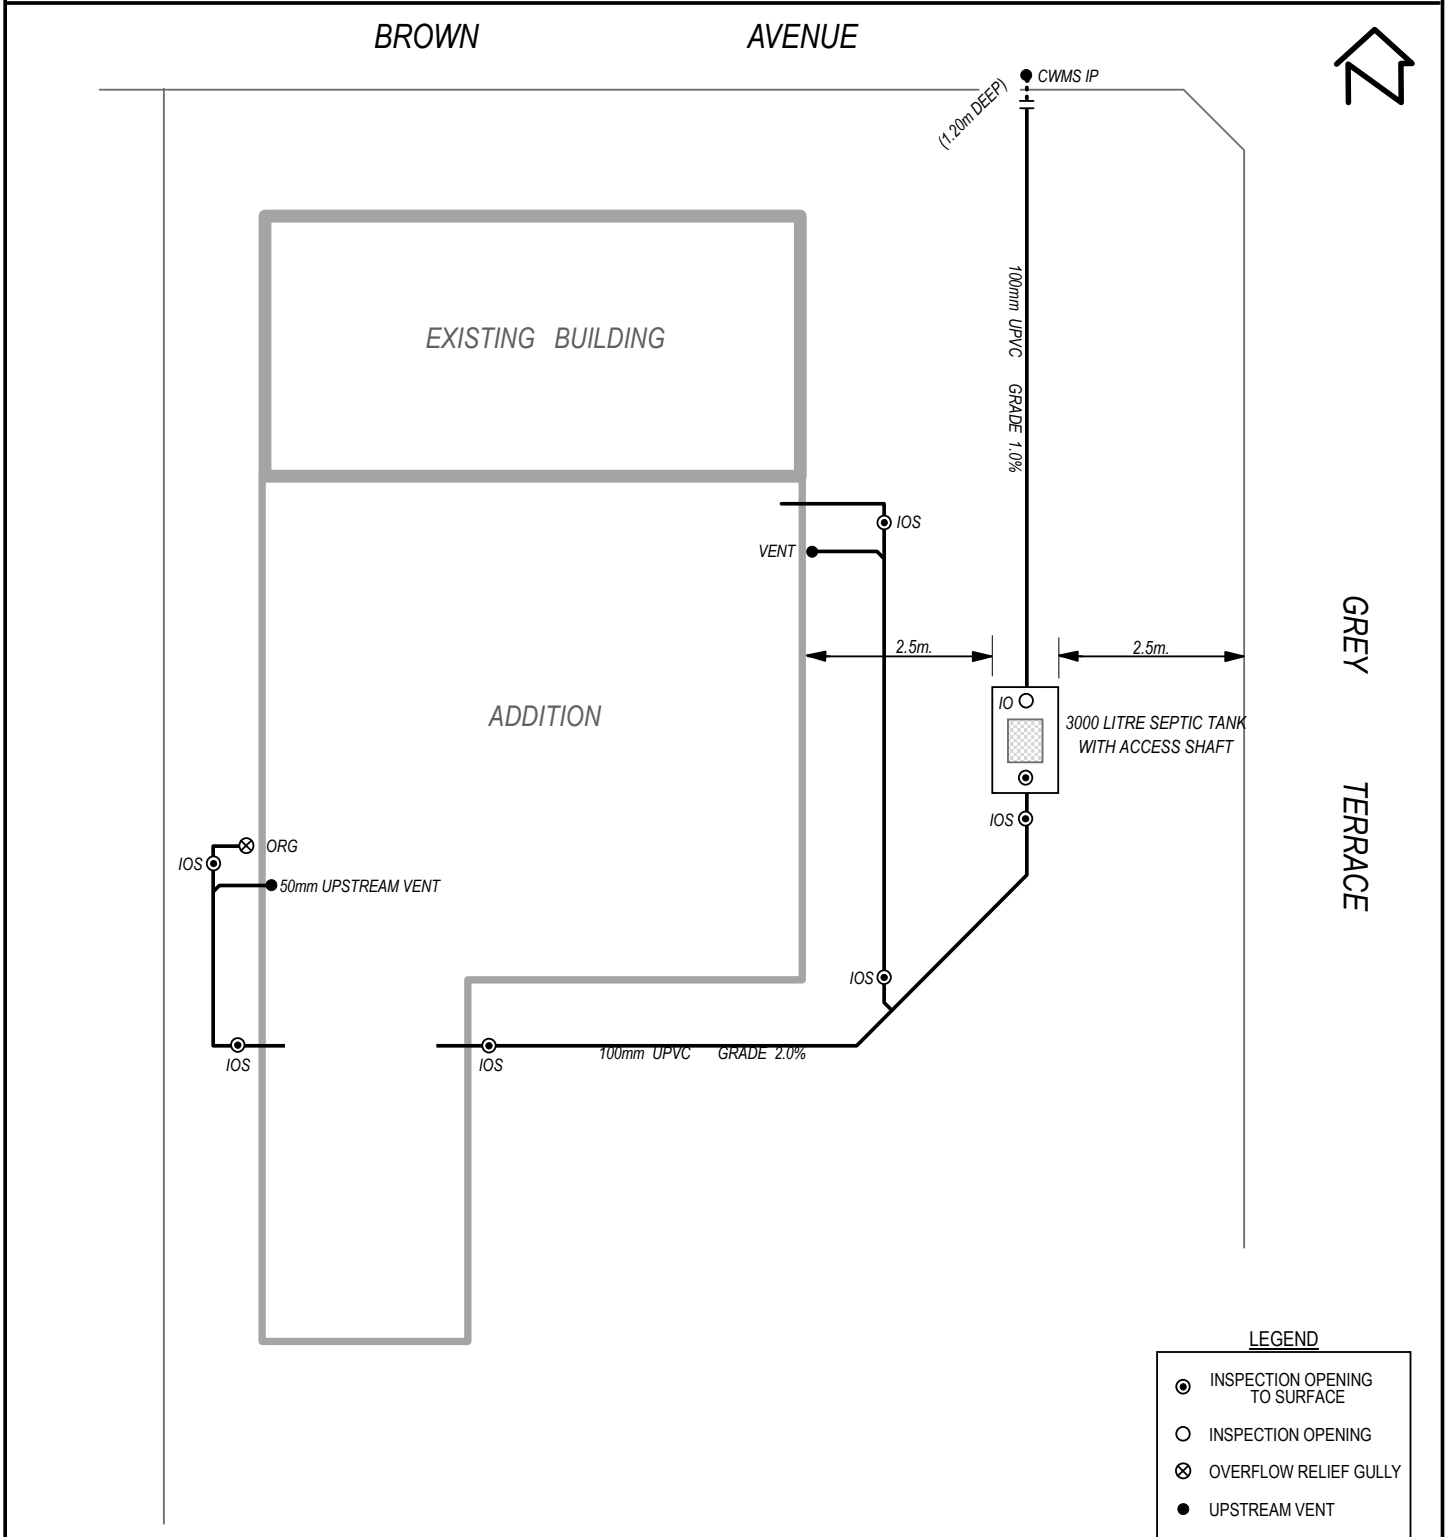 BROWN AVENUE
N
CWMS IP
(1.20m DEEP)
100mm UPVC GRADE 1.0%
EXISTING BUILDING
IOS
VENT
2.5m.
2.5m.
GREY TERRACE
ADDITION
IO
3000 LITRE SEPTIC TANK
WITH ACCESS SHAFT
IOS
ORG
IOS
50mm UPSTREAM VENT
IOS
IOS
IOS
100mm UPVC GRADE 2.0%
LEGEND
INSPECTION OPENING
TO SURFACE
INSPECTION OPENING
OVERFLOW RELIEF GULLY
UPSTREAM VENT